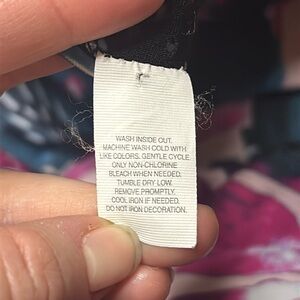 WASH INSIDE OUT.
MACHINE WASH COLD WITH
LIKE COLORS. GENTLE CYCLE
ONLY NON-CHLORINE
BLEACH WHEN NEEDED.
TUMBLE DRY LOW.
REMOVE PROMPTLY.
COOL IRON IF NEEDED.
DO NOT IRON DECORATION.